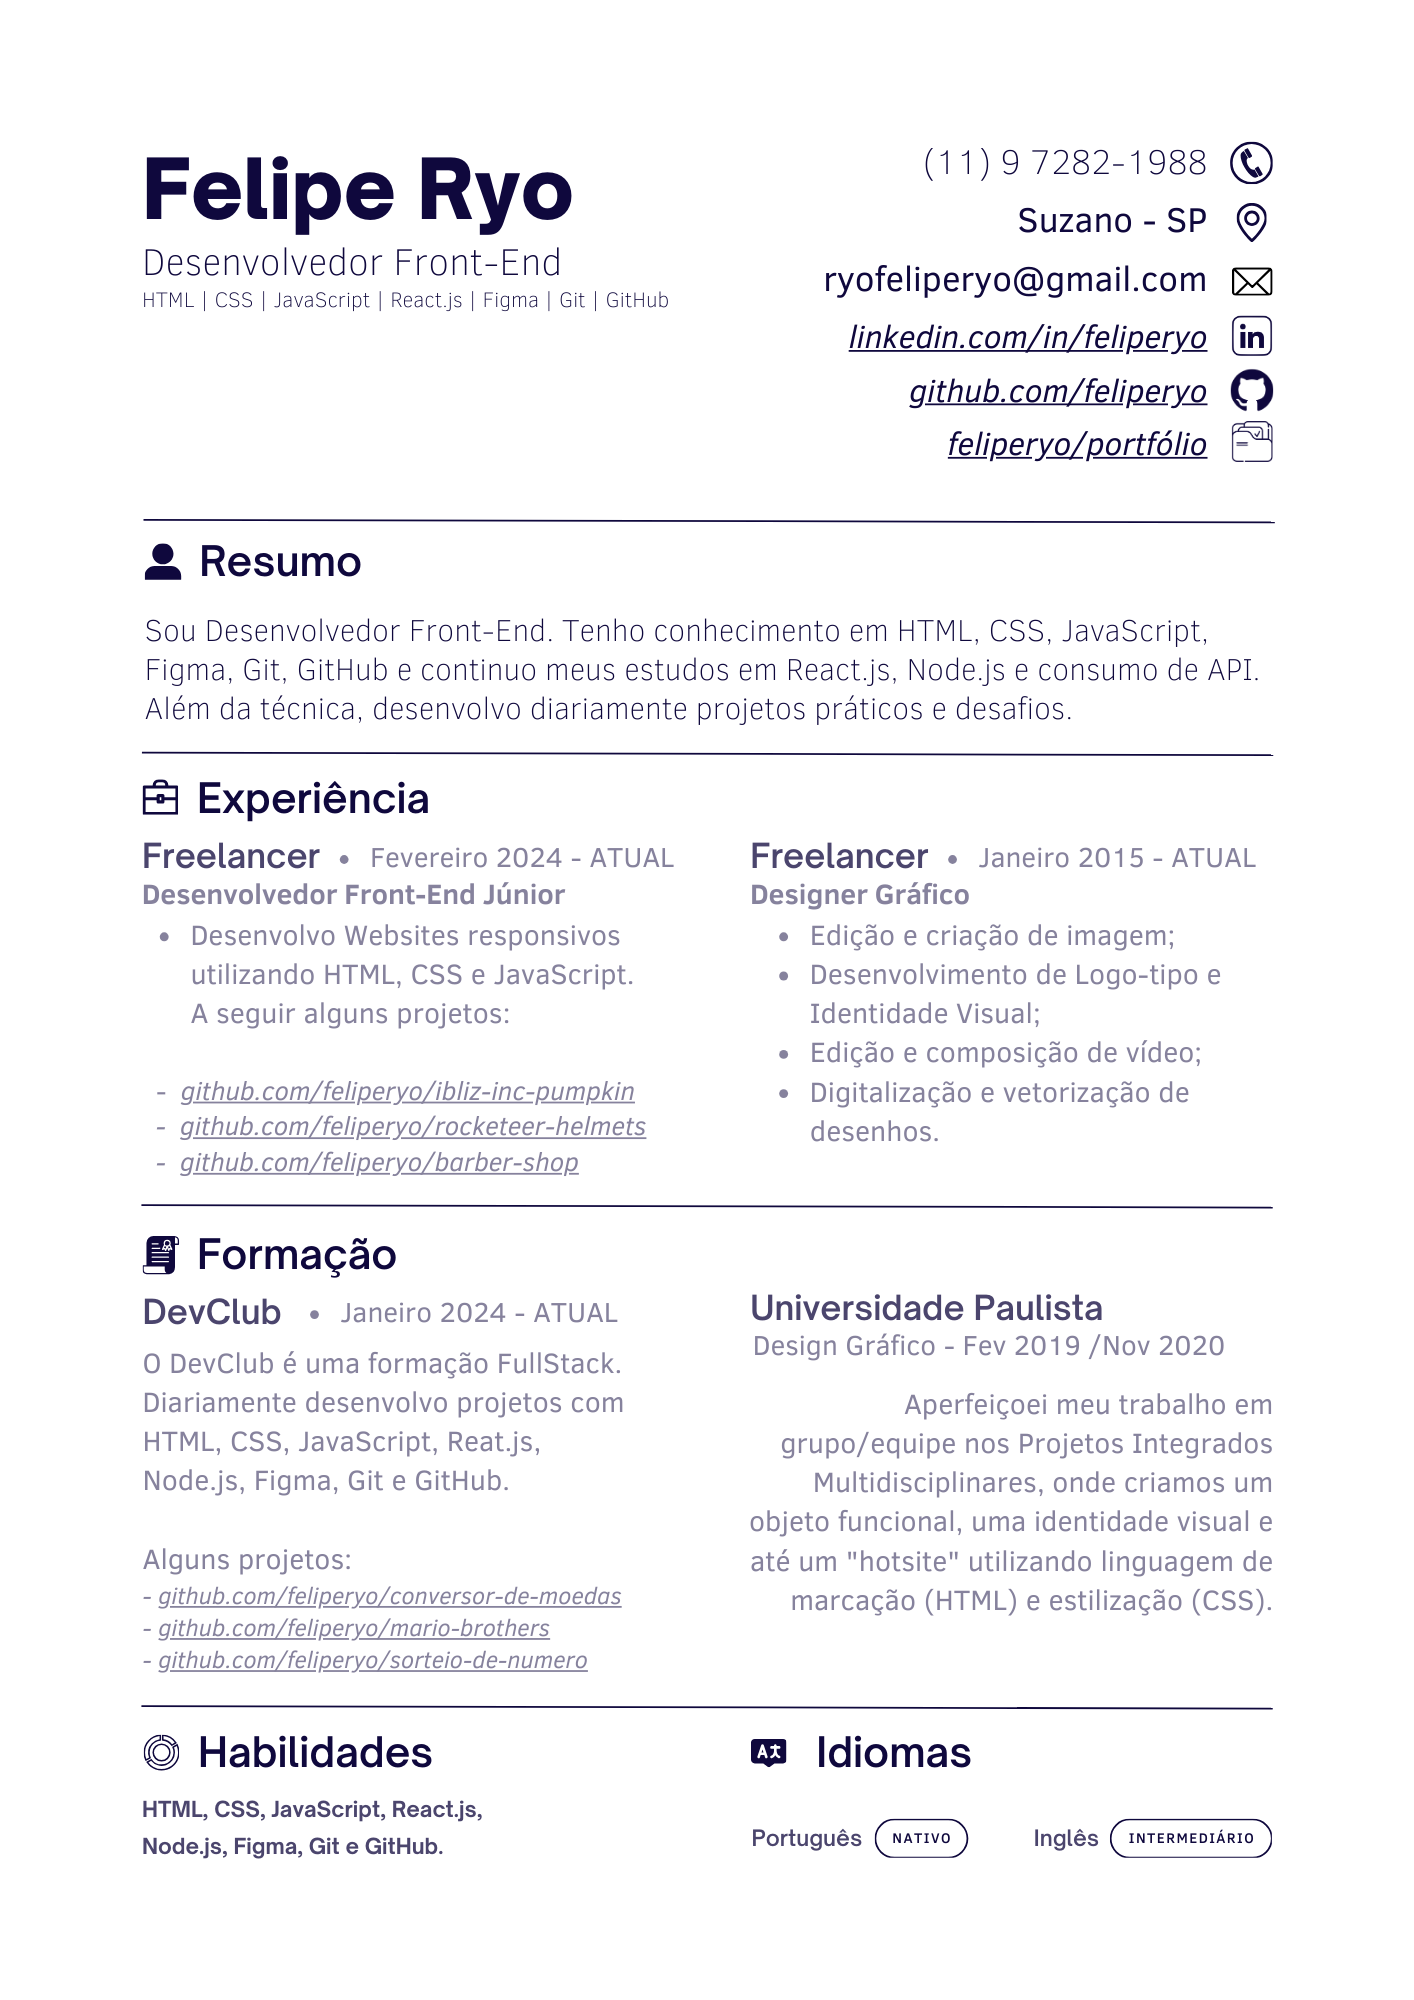 Felipe Ryo
Desenvolvedor Front-End
HTML | CSS | JavaScript | React.js | Figma | Git | GitHub
(11) 9 7282-1988
Suzano - SP
ryofeliperyo@gmail.com
linkedin.com/in/feliperyo
github.com/feliperyo
feliperyo/portfólio
Resumo
Sou Desenvolvedor Front-End. Tenho conhecimento em HTML, CSS, JavaScript,
Figma, Git, GitHub e continuo meus estudos em React.js, Node.js e consumo de API.
Além da técnica, desenvolvo diariamente projetos práticos e desafios.
Experiência
Freelancer • Fevereiro 2024 - ATUAL
Desenvolvedor Front-End Júnior
• Desenvolvo Websites responsivos
utilizando HTML, CSS e JavaScript.
A seguir alguns projetos:
- github.com/feliperyo/ibliz-inc-pumpkin
- github.com/feliperyo/rocketeer-helmets
- github.com/feliperyo/barber-shop
Freelancer • Janeiro 2015 - ATUAL
Designer Gráfico
• Edição e criação de imagem;
• Desenvolvimento de Logo-tipo e
Identidade Visual;
• Edição e composição de vídeo;
• Digitalização e vetorização de
desenhos.
Formação
DevClub • Janeiro 2024 - ATUAL
O DevClub é uma formação FullStack.
Diariamente desenvolvo projetos com
HTML, CSS, JavaScript, Reat.js,
Node.js, Figma, Git e GitHub.
Alguns projetos:
- github.com/feliperyo/conversor-de-moedas
- github.com/feliperyo/mario-brothers
- github.com/feliperyo/sorteio-de-numero
Universidade Paulista
Design Gráfico - Fev 2019 /Nov 2020
Aperfeiçoei meu trabalho em
grupo/equipe nos Projetos Integrados
Multidisciplinares, onde criamos um
objeto funcional, uma identidade visual e
até um "hotsite" utilizando linguagem de
marcação (HTML) e estilização (CSS).
Habilidades
HTML, CSS, JavaScript, React.js,
Node.js, Figma, Git e GitHub.
Idiomas
Português NATIVO Inglês INTERMEDIÁRIO